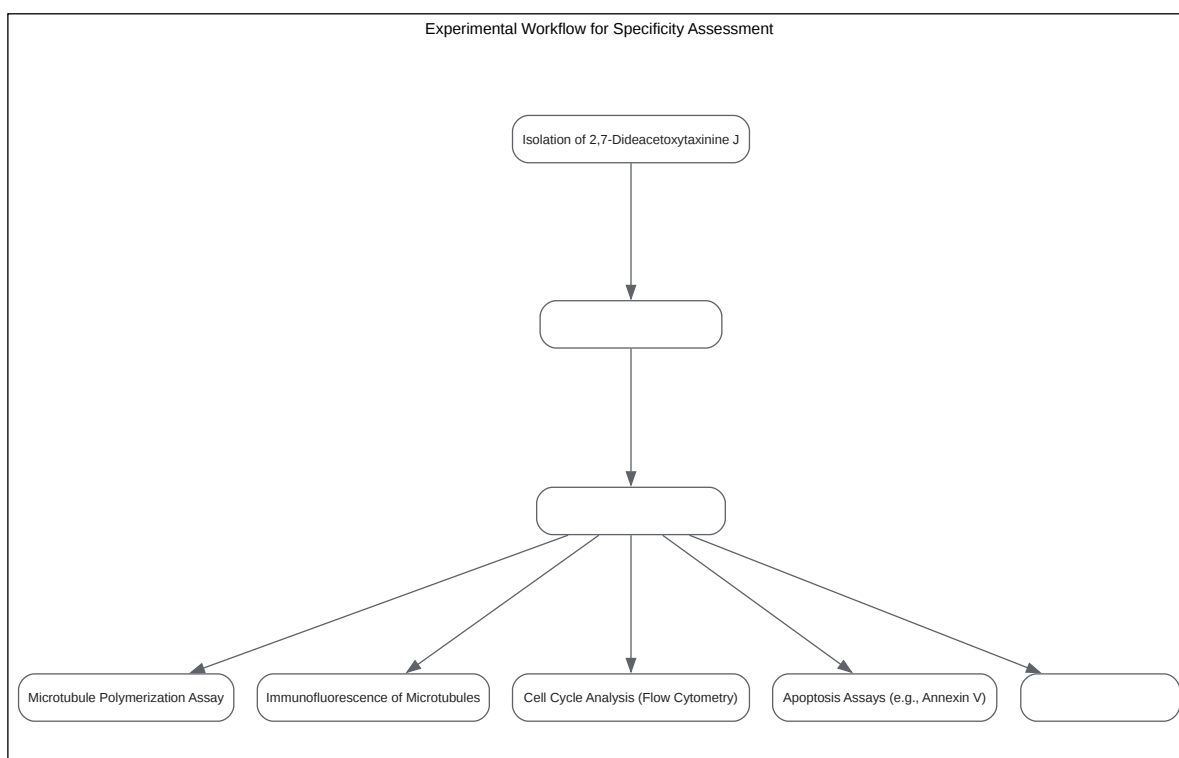 Experimental Workflow for Specificity Assessment
Isolation of 2,7-Dideacetoxytaxinine J
Microtubule Polymerization Assay
Immunofluorescence of Microtubules
Cell Cycle Analysis (Flow Cytometry)
Apoptosis Assays (e.g., Annexin V)